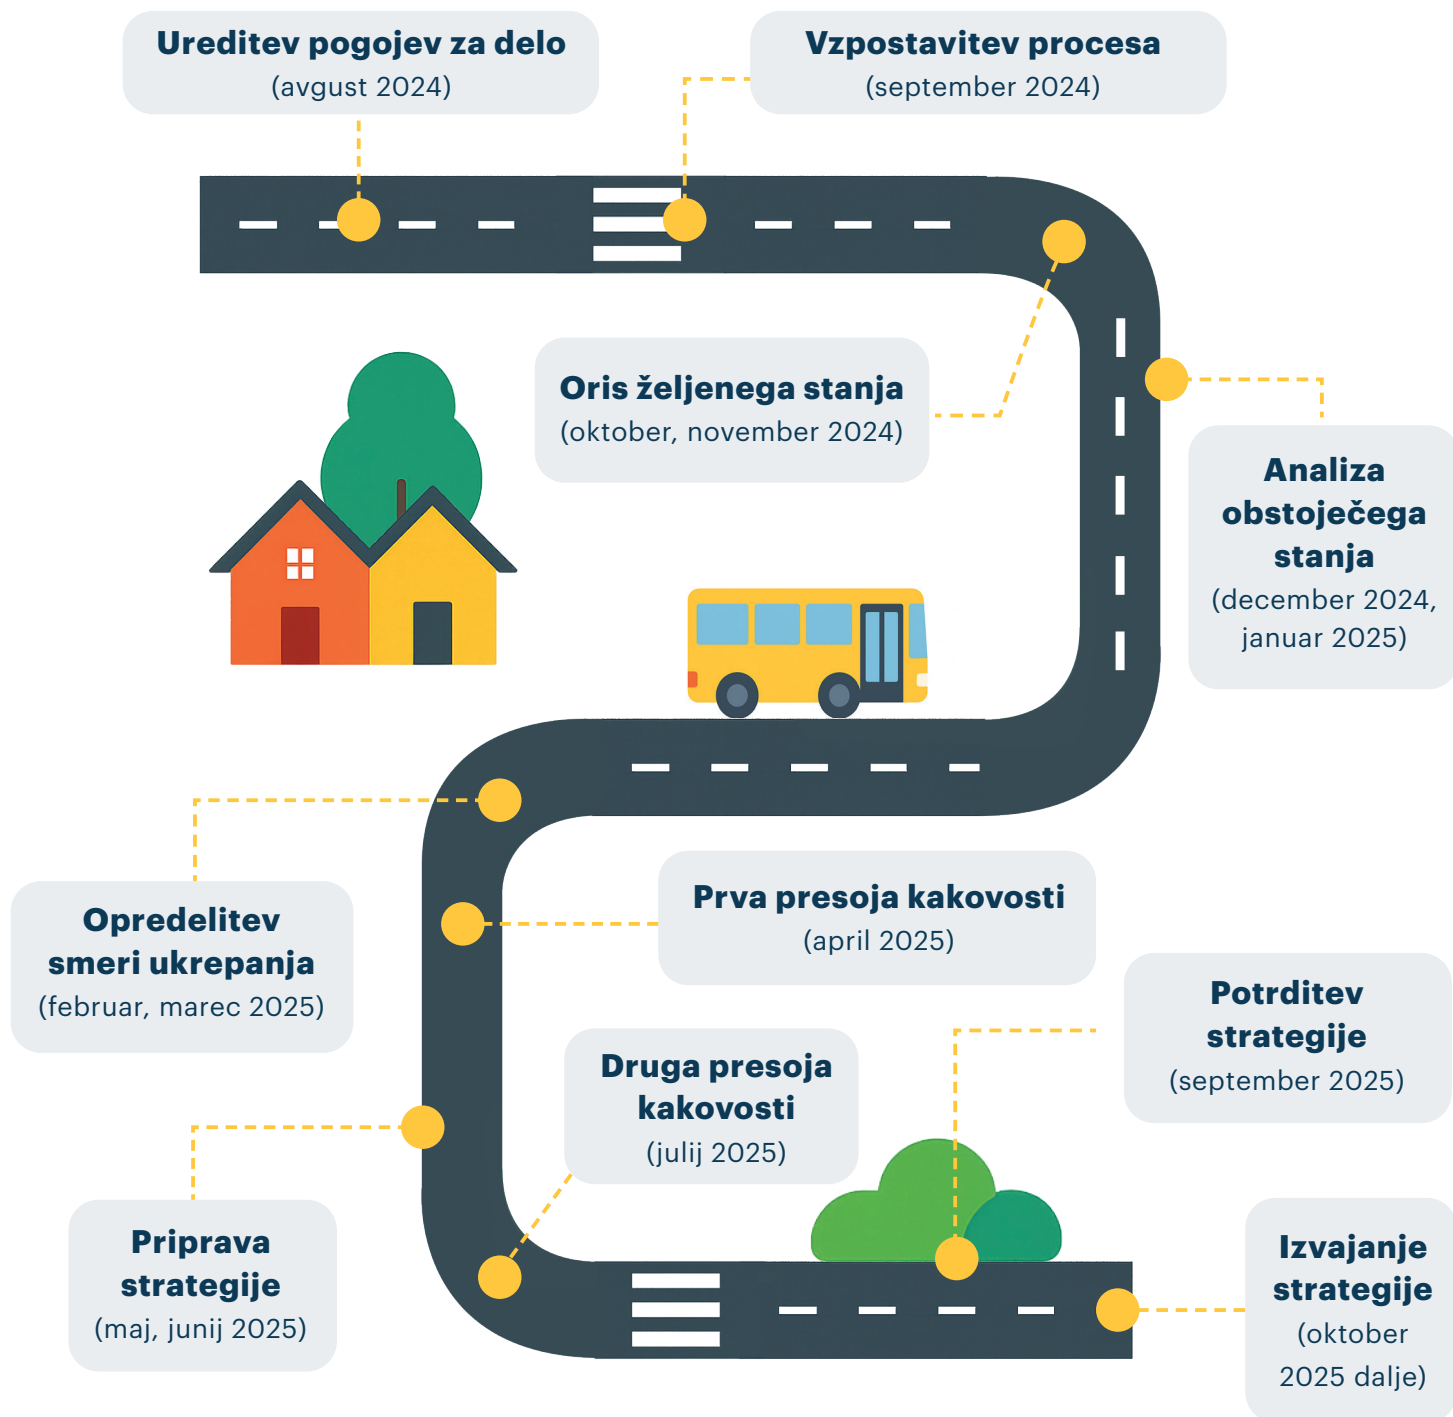 Ureditev pogojev za delo
(avgust 2024)
Vzpostavitev procesa
(september 2024)
Oris željenega stanja
(oktober, november 2024)
Analiza
obstoječega
stanja
(december 2024,
januar 2025)
Opredelitev
smeri ukrepanja
(februar, marec 2025)
Prva presoja kakovosti
(april 2025)
Priprava
strategije
(maj, junij 2025)
Druga presoja
kakovosti
(julij 2025)
Potrditev
strategije
(september 2025)
Izvajanje
strategije
(oktober
2025 dalje)